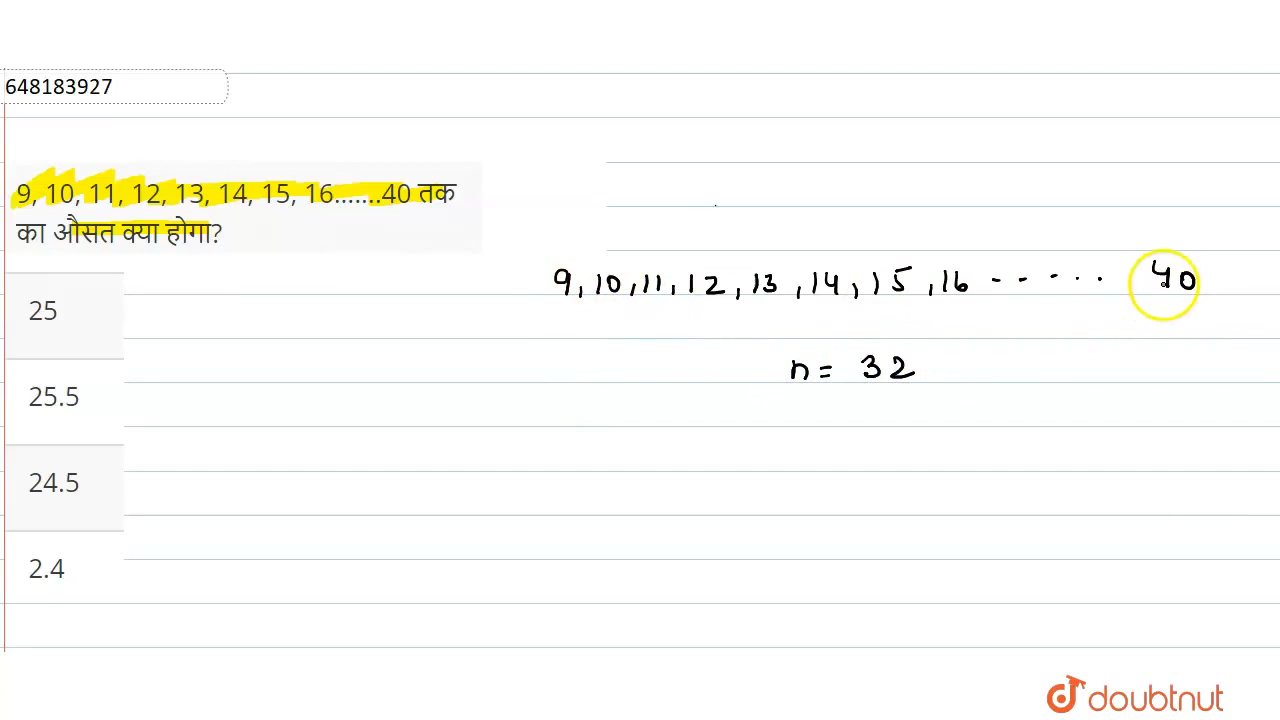 648183927
9, 10, 11, 12, 13, 14, 15, 16.......40 तक
का औसत क्या होगा?
9, 10, 11, 12, 13, 14, 15, 16 ------ 40
n = 32
25
25.5
24.5
2.4
doubtnut